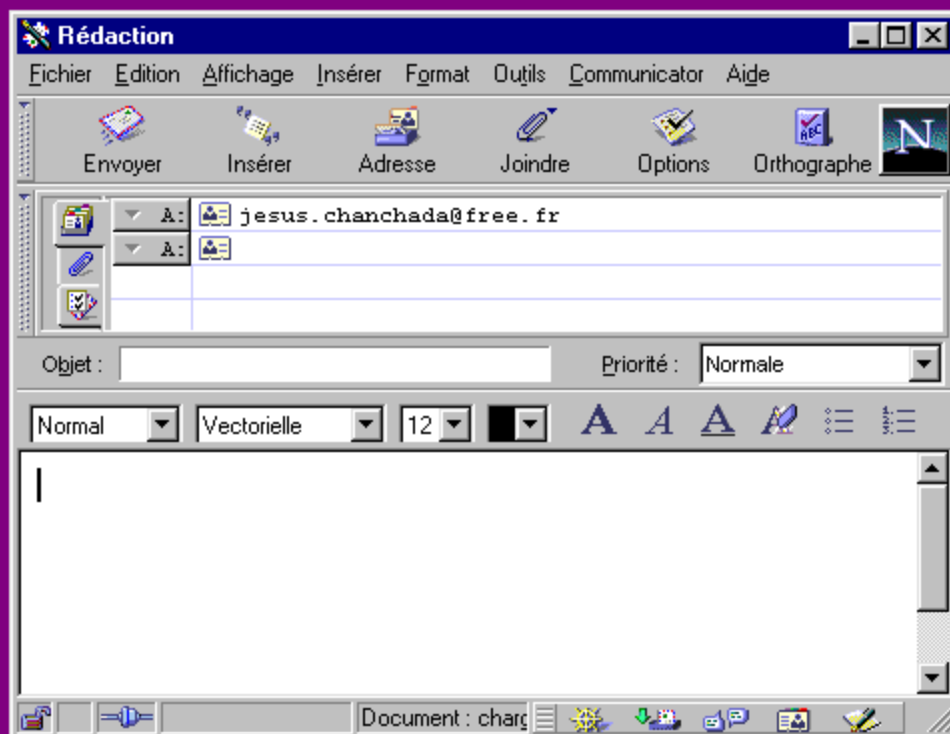 Rédaction
Fichier Edition Affichage Insérer Format Outils Communicator Aide
Envoyer Insérer Adresse Joindre Options Orthographe N
A: jesus.chanchada@free.fr
A:
Objet : Priorité : Normale
Normal Vectorielle 12 A A A
Document : charg